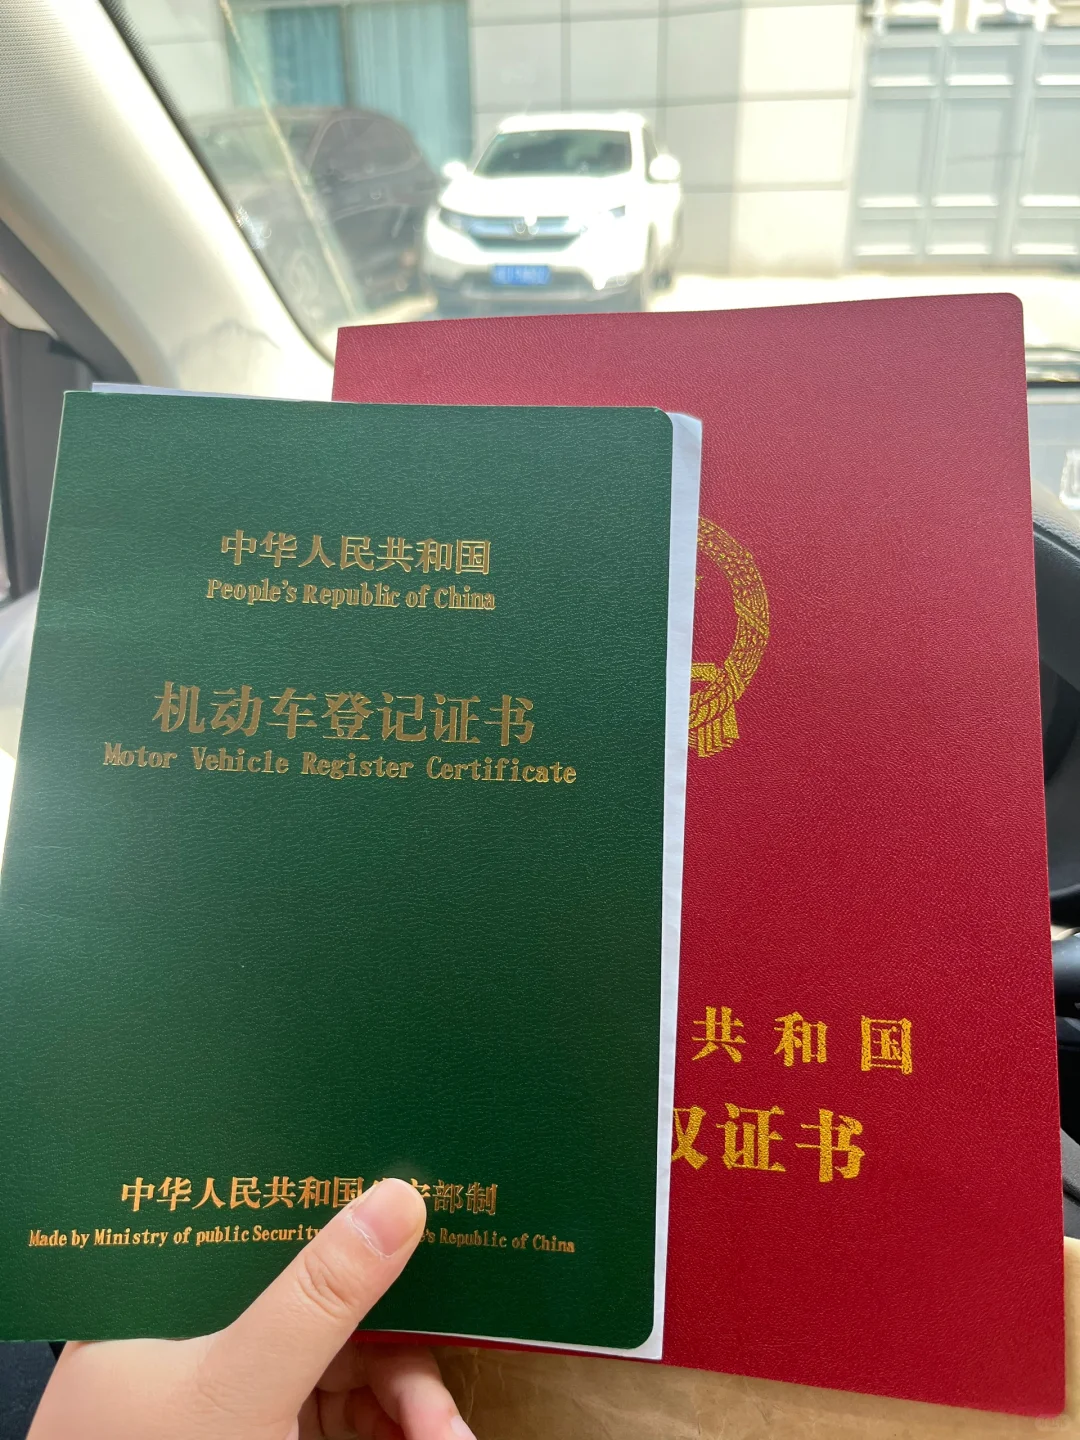 中华人民共和国
People's Republic of China
机动车登记证书
Motor Vehicle Register Certificate
中华人民共和国 部制
Made by Ministry of public Security 's Republic of China
共和国
权证书